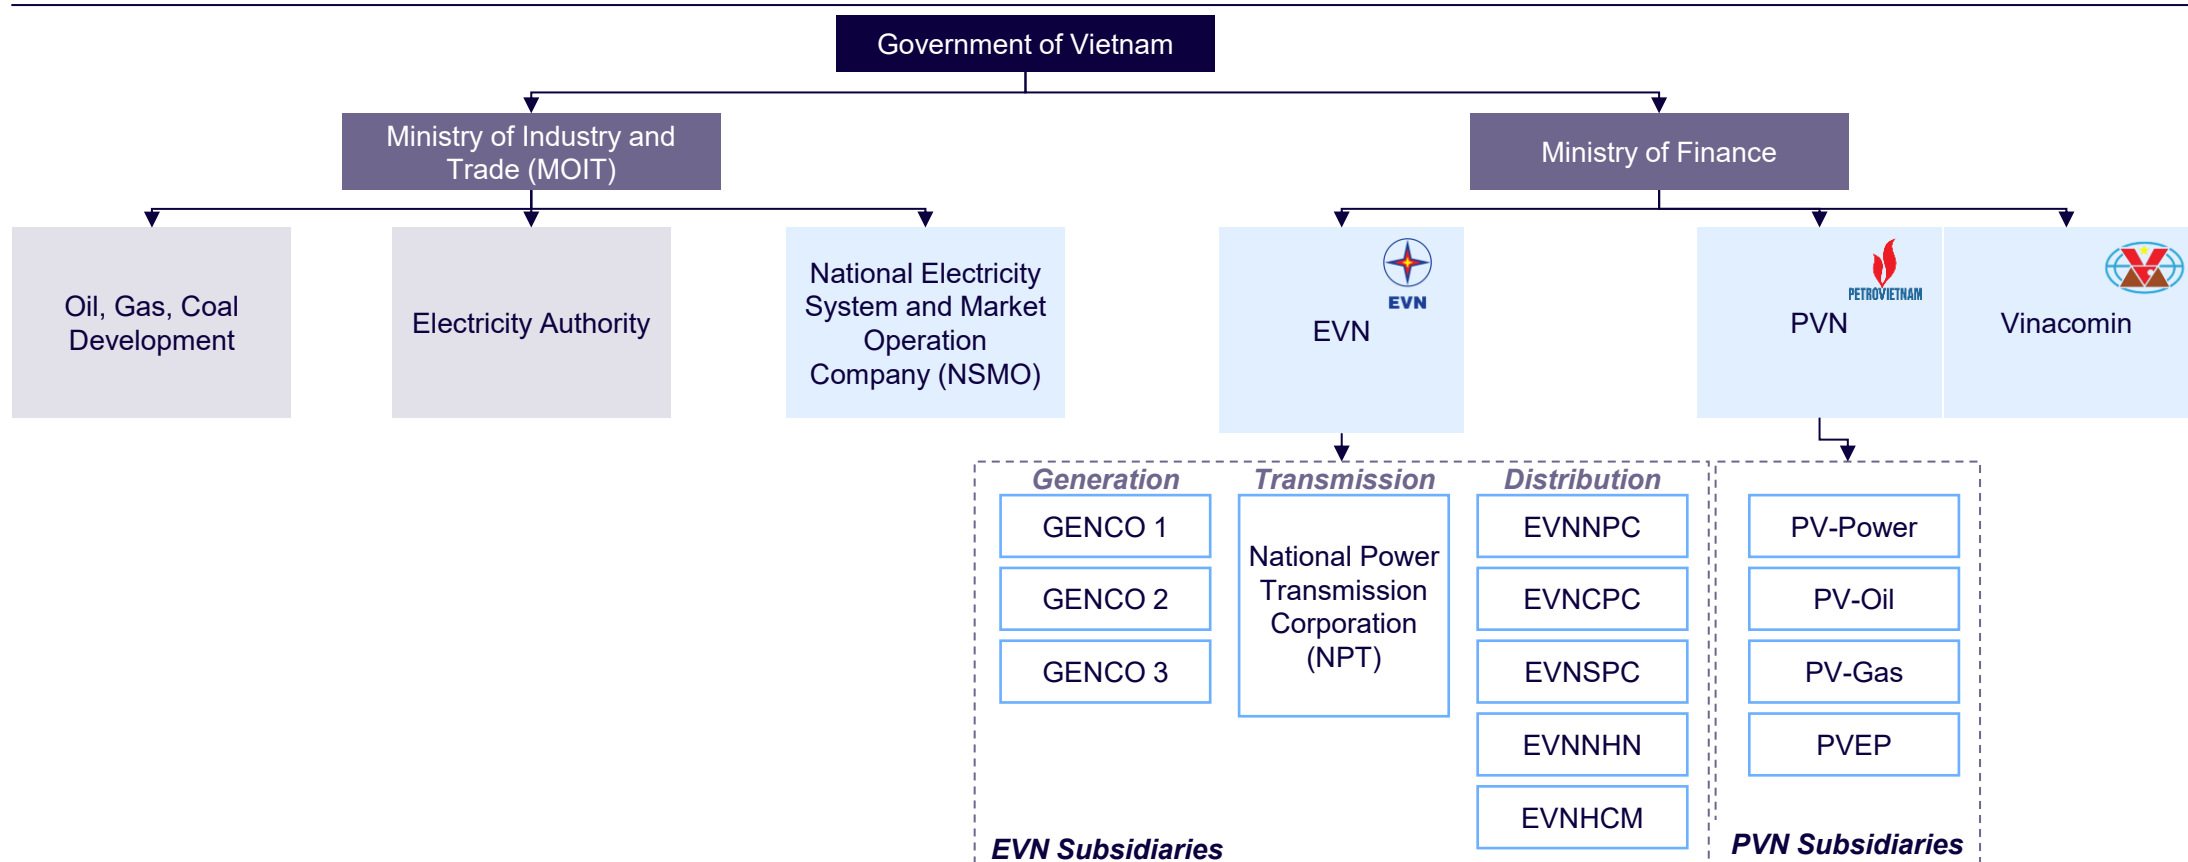 Government of Vietnam
Ministry of Industry and
Trade (MOIT)
Ministry of Finance
Oil, Gas, Coal
Development
Electricity Authority
National Electricity
System and Market
Operation
Company (NSMO)
EVN
EVN
PETROVIETNAM
PVN
Vinacomin
Generation
GENCO 1
GENCO 2
GENCO 3
Transmission
National Power
Transmission
Corporation
(NPT)
Distribution
EVNNPC
EVNCPC
EVNSPC
EVNNHN
EVNHCM
EVN Subsidiaries
PV-Power
PV-Oil
PV-Gas
PVEP
PVN Subsidiaries